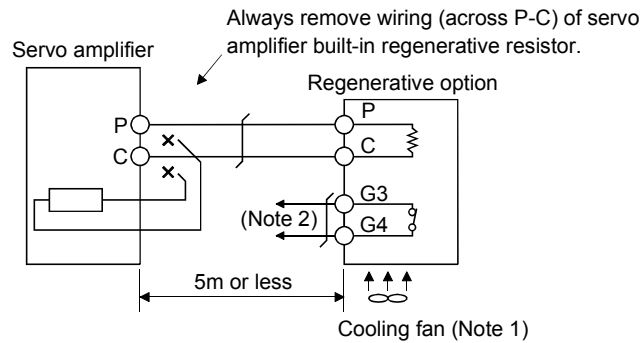 Always remove wiring (across P-C) of servo
amplifier built-in regenerative resistor.
Servo amplifier
Regenerative option
P
P
C
C
G3
(Note 2)
G4
5m or less
Cooling fan (Note 1)